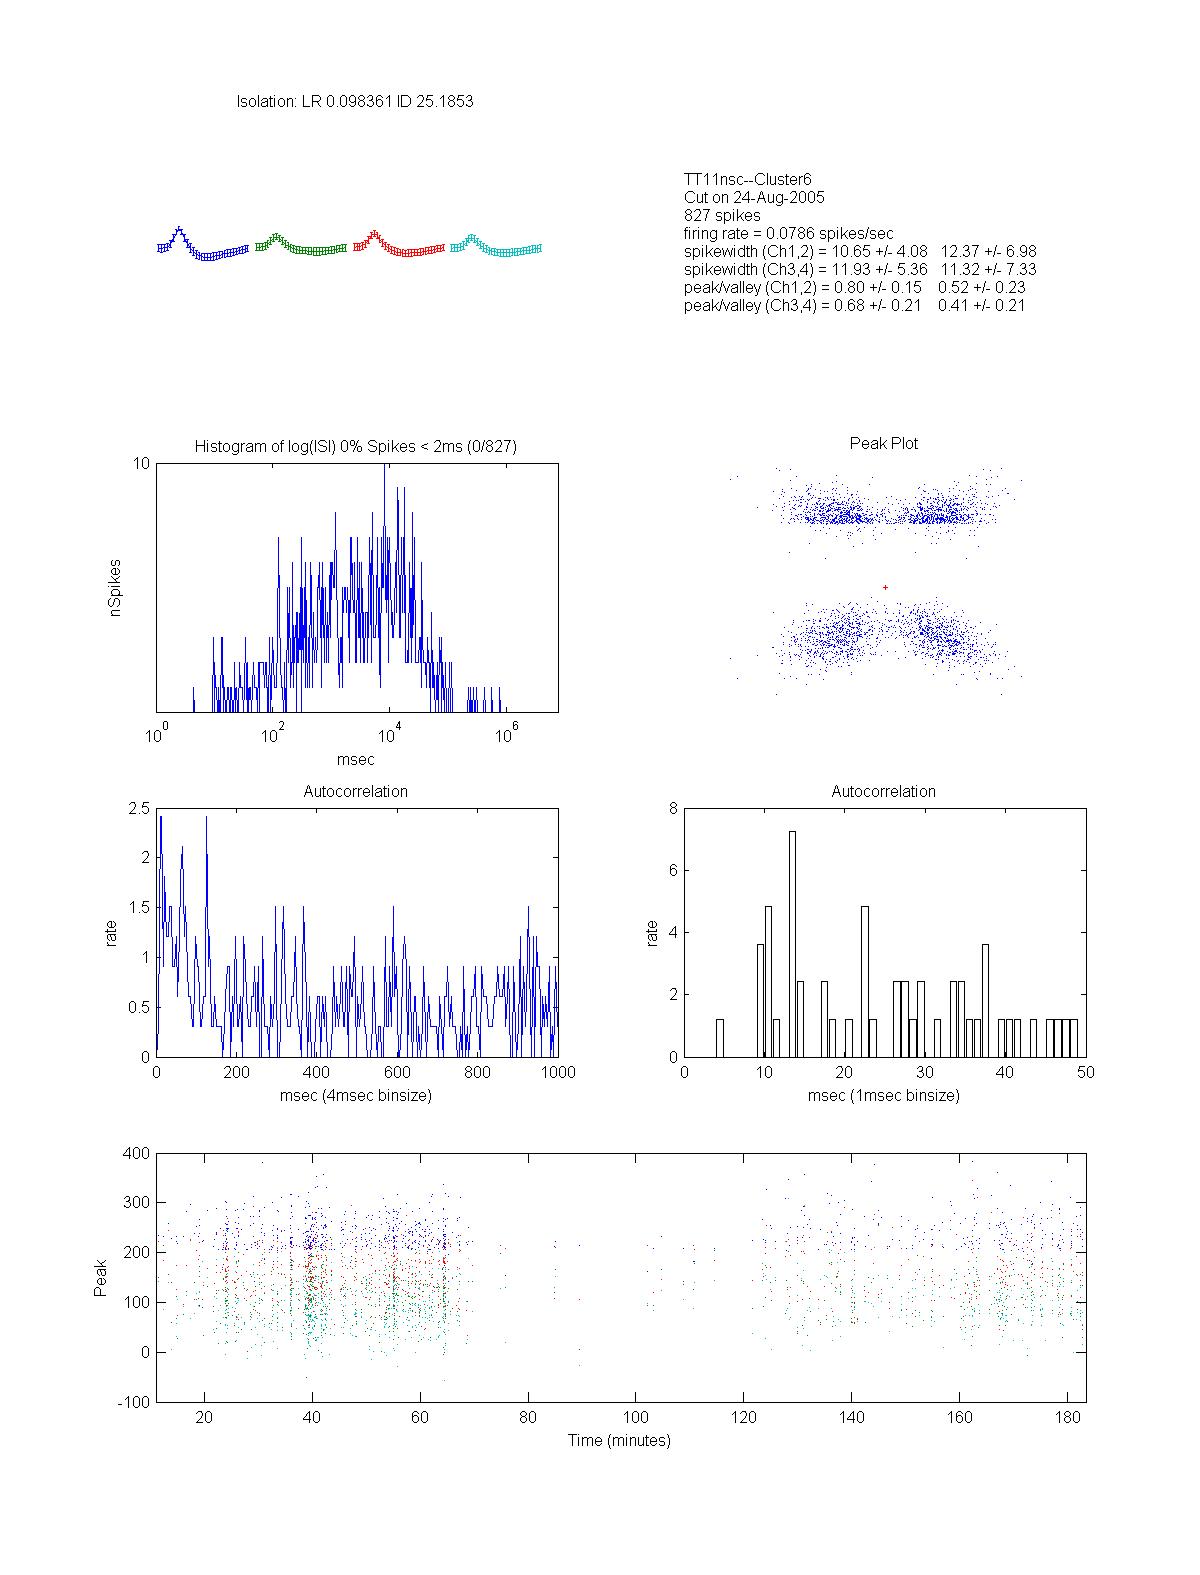 Isolation: LR 0.098361 ID 25.1853
TT11nsc--Cluster6
Cut on 24-Aug-2005
827 spikes
firing rate = 0.0786 spikes/sec
spikewidth (Ch1,2) = 10.65 +/- 4.08 12.37 +/- 6.98
spikewidth (Ch3,4) = 11.93 +/- 5.36 11.32 +/- 7.33
peak/valley (Ch1,2) = 0.80 +/- 0.15 0.52 +/- 0.23
peak/valley (Ch3,4) = 0.68 +/- 0.21 0.41 +/- 0.21
Histogram of log(ISI) 0% Spikes < 2ms (0/827)
10
nSpikes
10^0 10^2 10^4 10^6
msec
Peak Plot
Autocorrelation
2.5
2
1.5
1
0.5
0
rate
0 200 400 600 800 1000
msec (4msec binsize)
Autocorrelation
8
6
4
2
0
rate
0 10 20 30 40 50
msec (1msec binsize)
400
300
200
100
0
-100
Peak
20 40 60 80 100 120 140 160 180
Time (minutes)